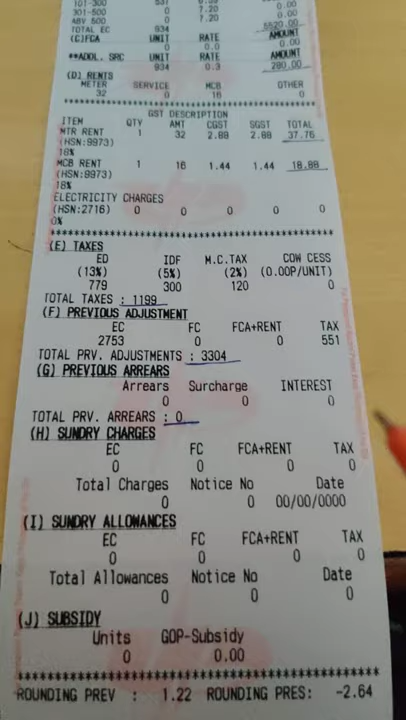 101-300 531 0.00
301-500 0 7.20 0.00
ABV 500 0 7.20 0.00
TOTAL EC 934 5520.00
(C)FCA UNIT RATE AMOUNT
0 0.0 0.00
**ADDL. SRC UNIT RATE AMOUNT
934 0.3 280.00
(D) RENTS
METER SERVICE MCB OTHER
32 0 16 0
GST DESCRIPTION
ITEM QTY AMT CGST SGST TOTAL
MTR RENT 1 32 2.88 2.88 37.76
(HSN:9973)
18%
MCB RENT 1 16 1.44 1.44 18.88
(HSN:9973)
18%
ELECTRICITY CHARGES
(HSN:2716) 0 0 0 0 0
0%
(E) TAXES
ED IDF M.C.TAX COW CESS
(13%) (5%) (2%) (0.00P/UNIT)
779 300 120 0
TOTAL TAXES : 1199
(F) PREVIOUS ADJUSTMENT
EC FC FCA+RENT TAX
2753 0 0 551
TOTAL PRV. ADJUSTMENTS : 3304
(G) PREVIOUS ARREARS
Arrears Surcharge INTEREST
0 0 0
TOTAL PRV. ARREARS : 0
(H) SUNDRY CHARGES
EC FC FCA+RENT TAX
0 0 0 0
Total Charges Notice No Date
0 0 00/00/0000
(I) SUNDRY ALLOWANCES
EC FC FCA+RENT TAX
0 0 0 0
Total Allowances Notice No Date
0 0 0
(J) SUBSIDY
Units GOP-Subsidy
0 0.00
ROUNDING PREV : 1.22 ROUNDING PRES: -2.64